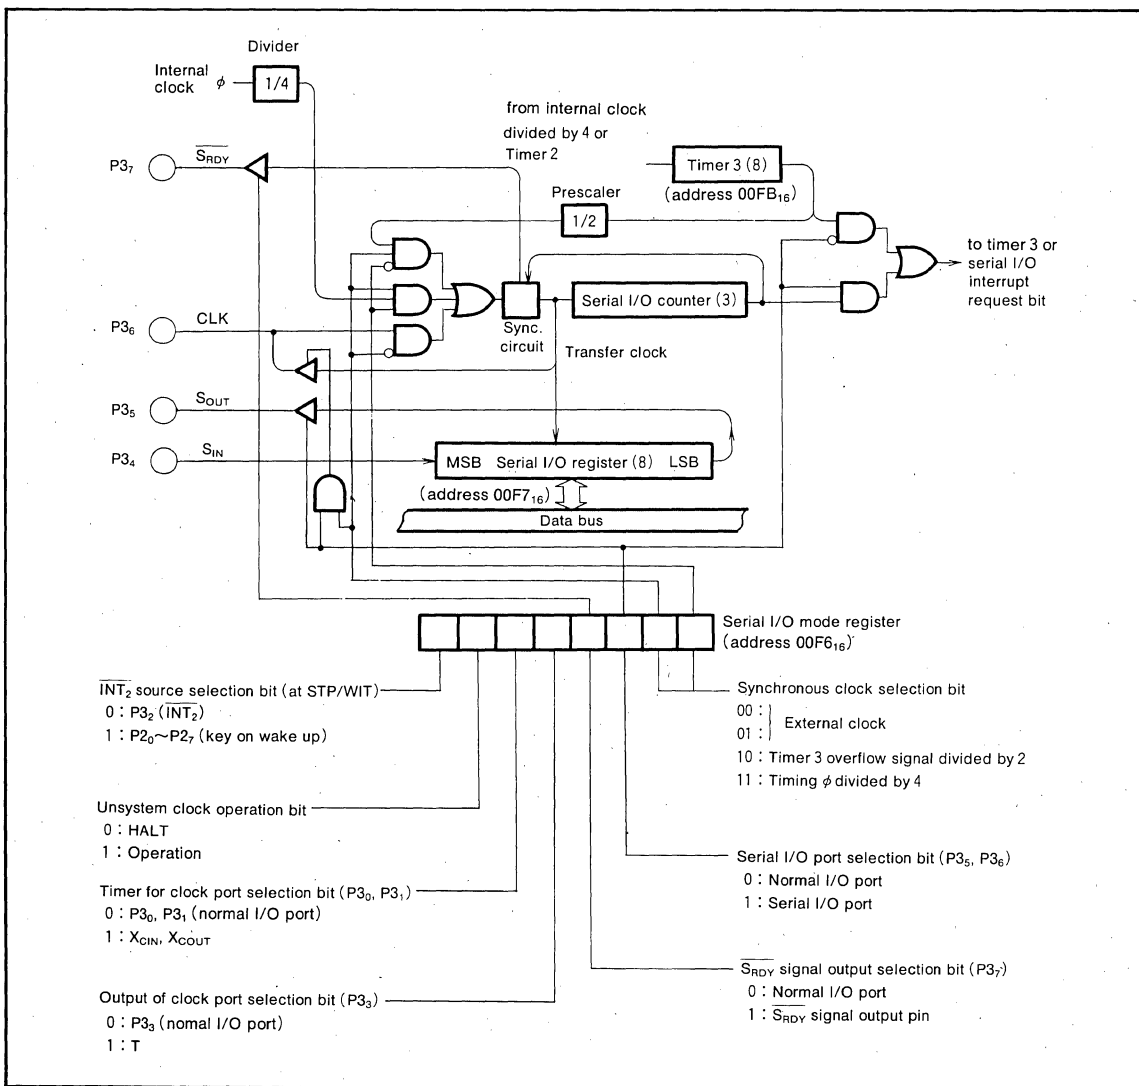 Divider
Internal
clock φ 1/4
from internal clock
divided by 4 or
Timer 2
P3₇ S̅R̅D̅Y̅
Timer 3 (8)
(address 00FB₁₆)
Prescaler
1/2
to timer 3 or
serial I/O
interrupt
request bit
P3₆ CLK
Serial I/O counter (3)
Sync.
circuit
Transfer clock
P3₅ SOUT
P3₄ SIN
MSB Serial I/O register (8) LSB
(address 00F7₁₆)
Data bus
Serial I/O mode register
(address 00F6₁₆)
I̅N̅T̅₂ source selection bit (at STP/WIT)
0 : P3₂ (I̅N̅T̅₂)
1 : P2₀~P2₇ (key on wake up)
Synchronous clock selection bit
00 :
01 :
External clock
10 : Timer 3 overflow signal divided by 2
11 : Timing φ divided by 4
Unsystem clock operation bit
0 : HALT
1 : Operation
Serial I/O port selection bit (P3₅, P3₆)
0 : Normal I/O port
1 : Serial I/O port
Timer for clock port selection bit (P3₀, P3₁)
0 : P3₀, P3₁ (normal I/O port)
1 : XCIN, XCOUT
S̅R̅D̅Y̅ signal output selection bit (P3₇)
0 : Normal I/O port
1 : S̅R̅D̅Y̅ signal output pin
Output of clock port selection bit (P3₃)
0 : P3₃ (nomal I/O port)
1 : T